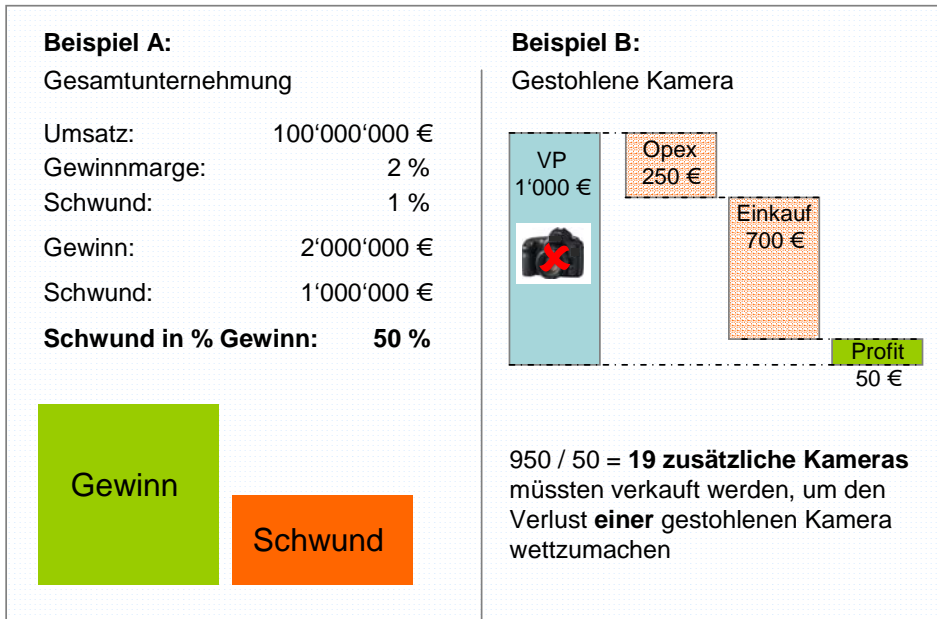 Beispiel A:
Gesamtunternehmung
Umsatz: 100‘000‘000 €
Gewinnmarge: 2 %
Schwund: 1 %
Gewinn: 2‘000‘000 €
Schwund: 1‘000‘000 €
Schwund in % Gewinn: 50 %
Gewinn
Schwund
Beispiel B:
Gestohlene Kamera
VP
1‘000 €
Opex
250 €
Einkauf
700 €
Profit
50 €
950 / 50 = 19 zusätzliche Kameras
müssten verkauft werden, um den
Verlust einer gestohlenen Kamera
wettzumachen